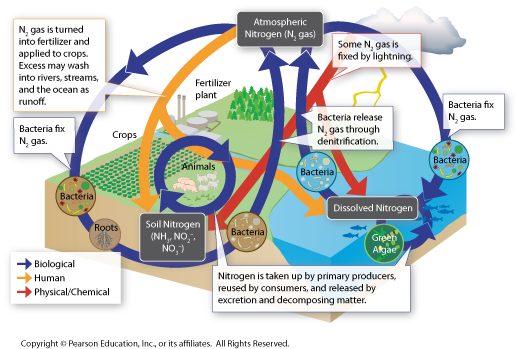 N2 gas is turned
into fertilizer and
applied to crops.
Excess may wash
into rivers, streams,
and the ocean as
runoff.
Atmospheric
Nitrogen (N2 gas)
Some N2 gas is
fixed by lightning.
Fertilizer
plant
Bacteria release
N2 gas through
denitrification.
Bacteria fix
N2 gas.
Bacteria fix
N2 gas.
Crops
Animals
Bacteria
Bacteria
Bacteria
Roots
Soil Nitrogen
(NH3, NO2-,
NO3-)
Bacteria
Dissolved Nitrogen
Green
Algae
Biological
Human
Physical/Chemical
Nitrogen is taken up by primary producers,
reused by consumers, and released by
excretion and decomposing matter.
Copyright © Pearson Education, Inc., or its affiliates. All Rights Reserved.